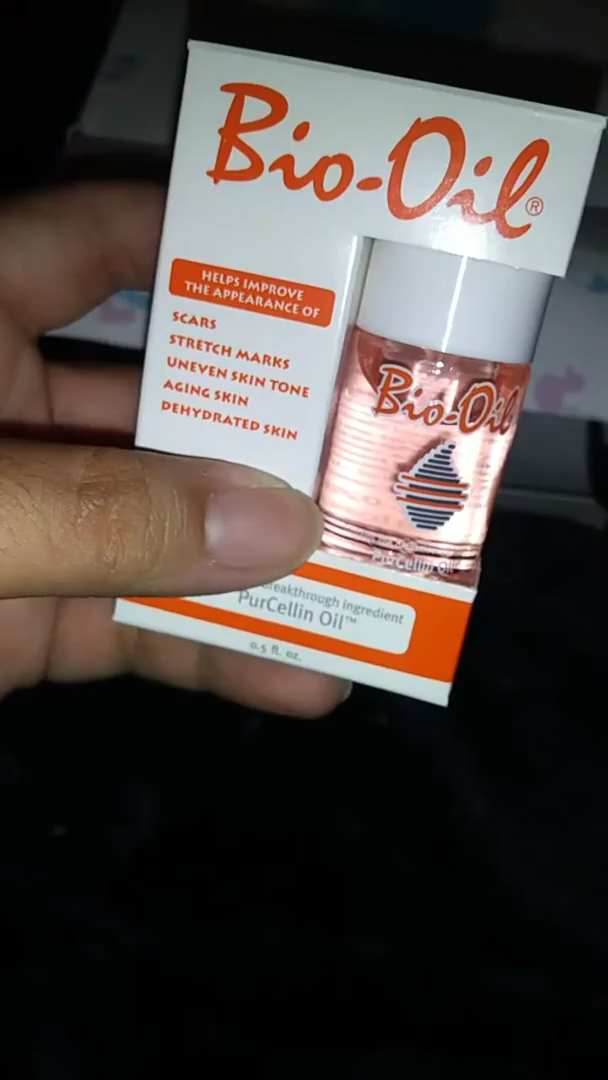 Bio-Oil®
HELPS IMPROVE
THE APPEARANCE OF
SCARS
STRETCH MARKS
UNEVEN SKIN TONE
AGING SKIN
DEHYDRATED SKIN
Bio-Oil
PurCellin Oil
breakthrough ingredient
PurCellin Oil™
0.5 fl. oz.